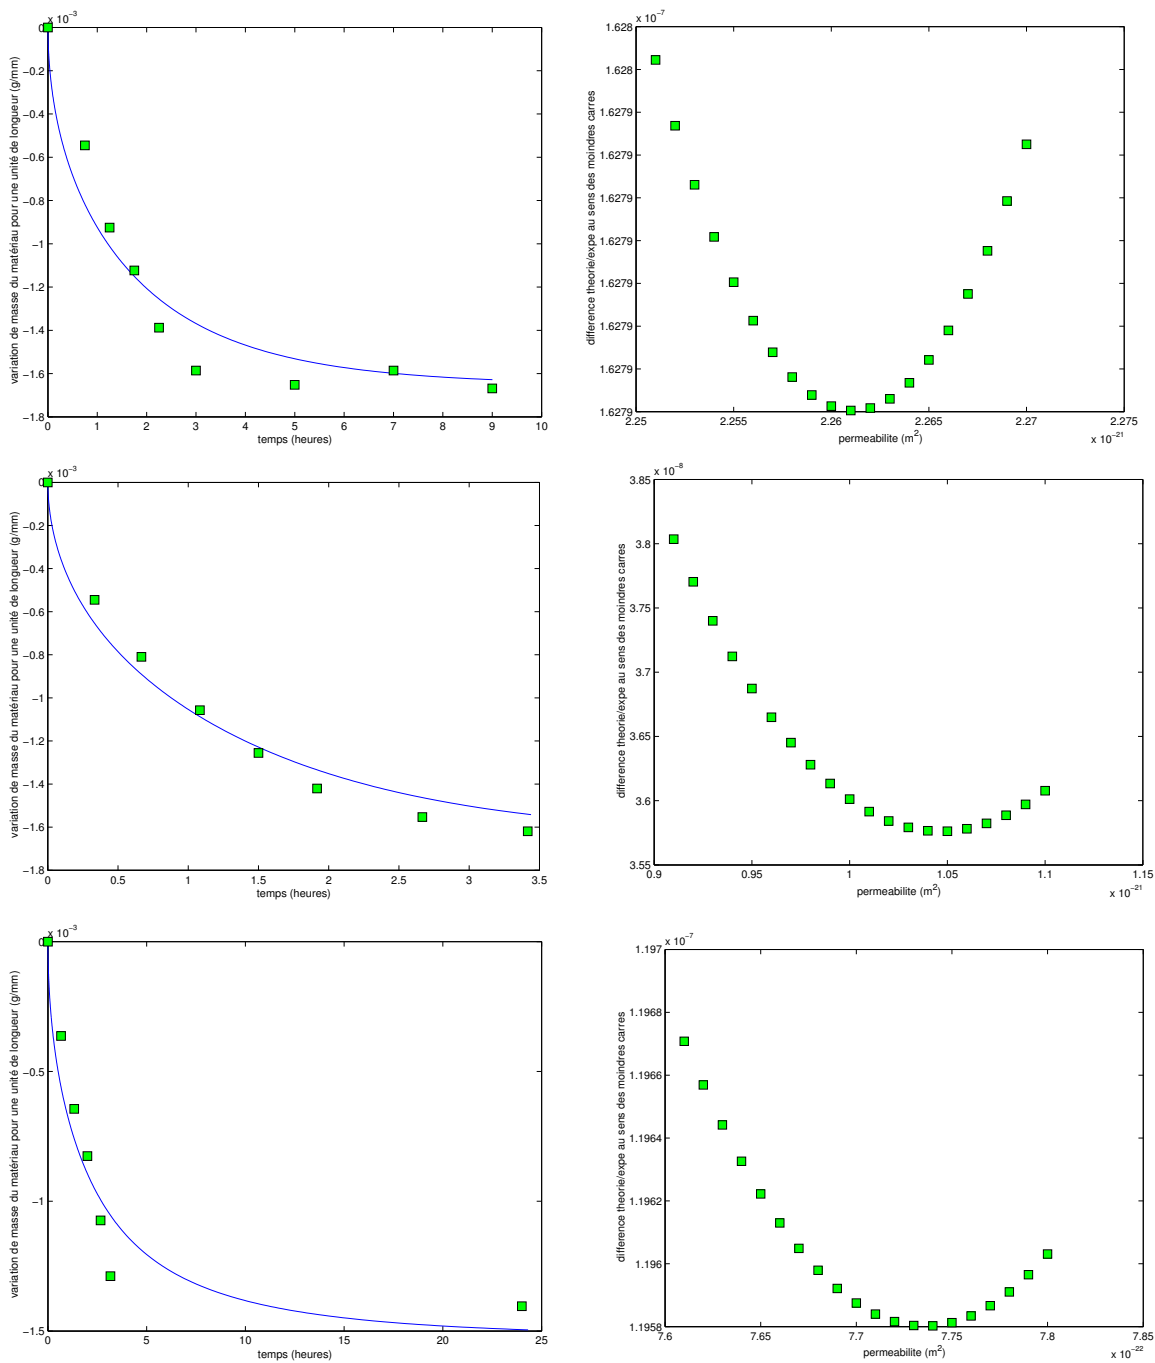 x 10−3
0
−0.2
−0.4
−0.6
−0.8
−1
−1.2
−1.4
−1.6
−1.8
0 1 2 3 4 5 6 7 8 9 10
temps (heures)
variation de masse du matériau pour une unité de longueur (g/mm)
x 10−7
1.628
1.628
1.6279
1.6279
1.6279
1.6279
1.6279
1.6279
1.6279
1.6279
2.25 2.255 2.26 2.265 2.27 2.275
x 10−21
permeabilite (m2)
difference theorie/expe au sens des moindres carres
x 10−3
0
−0.2
−0.4
−0.6
−0.8
−1
−1.2
−1.4
−1.6
−1.8
0 0.5 1 1.5 2 2.5 3 3.5
temps (heures)
variation de masse du matériau pour une unité de longueur (g/mm)
x 10−8
3.85
3.8
3.75
3.7
3.65
3.6
3.55
0.9 0.95 1 1.05 1.1 1.15
x 10−21
permeabilite (m2)
difference theorie/expe au sens des moindres carres
x 10−3
0
−0.5
−1
−1.5
0 5 10 15 20 25
temps (heures)
variation de masse du matériau pour une unité de longueur (g/mm)
x 10−7
1.197
1.1968
1.1966
1.1964
1.1962
1.196
1.1958
7.6 7.65 7.7 7.75 7.8 7.85
x 10−22
permeabilite (m2)
difference theorie/expe au sens des moindres carres